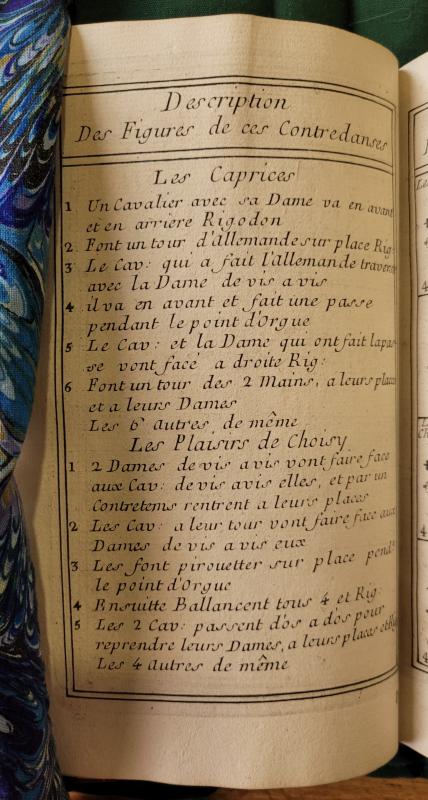 Description
Des Figures de ces Contredanses
Les Caprices
1 Un Cavalier avec sa Dame va en avant
et en arriere Rigodon
2 Font un tour d'allemande sur place Rig:
3 Le Cav: qui a fait l'Allemande traverse
avec la Dame de vis a vis
4 il va en avant et fait une passe
pendant le point d'Orgue
5 Le Cav: et la Dame qui ont fait la pas
se vont face a droite Rig:
6 Font un tour des 2 Mains, a leurs places
et a leurs Dames
Les 6 autres de même
Les Plaisirs de Choisy
1 2 Dames de vis a vis vont faire face
aux Cav: de vis a vis elles, et par un
Contretems rentrent a leurs places
2 Les Cav: a leur tour vont faire face aux
Dames de vis a vis eux
3 Les font pirouetter sur place pend.t
le point d'Orgue
4 Ensuitte Ballancent tous 4 et Rig:
5 Les 2 Cav: passent dos a dos pour
reprendre leurs Dames, a leurs places et
Les 4 autres de même